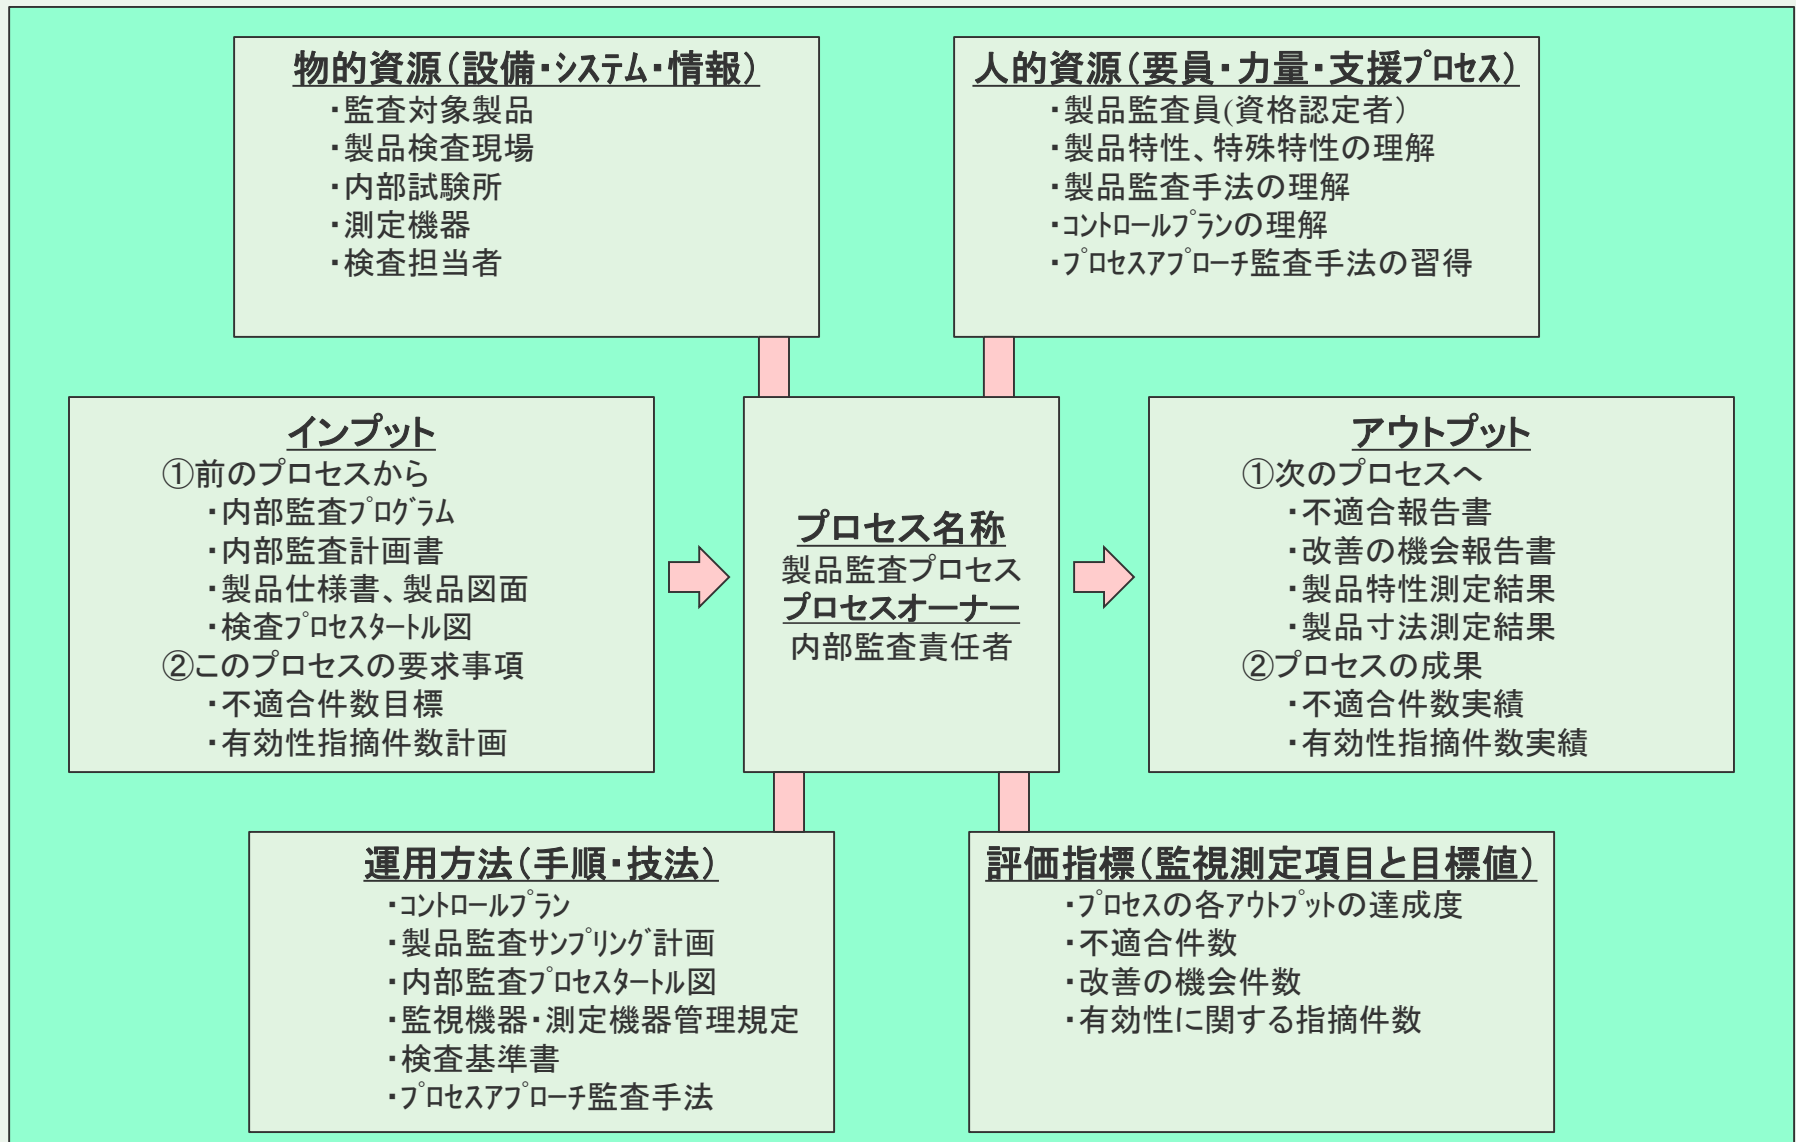 物的資源(設備・システム・情報)
・監査対象製品
・製品検査現場
・内部試験所
・測定機器
・検査担当者
人的資源(要員・力量・支援プロセス)
・製品監査員(資格認定者)
・製品特性、特殊特性の理解
・製品監査手法の理解
・コントロールプランの理解
・プロセスアプローチ監査手法の習得
インプット
①前のプロセスから
・内部監査プログラム
・内部監査計画書
・製品仕様書、製品図面
・検査プロセスタートル図
②このプロセスの要求事項
・不適合件数目標
・有効性指摘件数計画
プロセス名称
製品監査プロセス
プロセスオーナー
内部監査責任者
アウトプット
①次のプロセスへ
・不適合報告書
・改善の機会報告書
・製品特性測定結果
・製品寸法測定結果
②プロセスの成果
・不適合件数実績
・有効性指摘件数実績
運用方法(手順・技法)
・コントロールプラン
・製品監査サンプリング計画
・内部監査プロセスタートル図
・監視機器・測定機器管理規定
・検査基準書
・プロセスアプローチ監査手法
評価指標(監視測定項目と目標値)
・プロセスの各アウトプットの達成度
・不適合件数
・改善の機会件数
・有効性に関する指摘件数